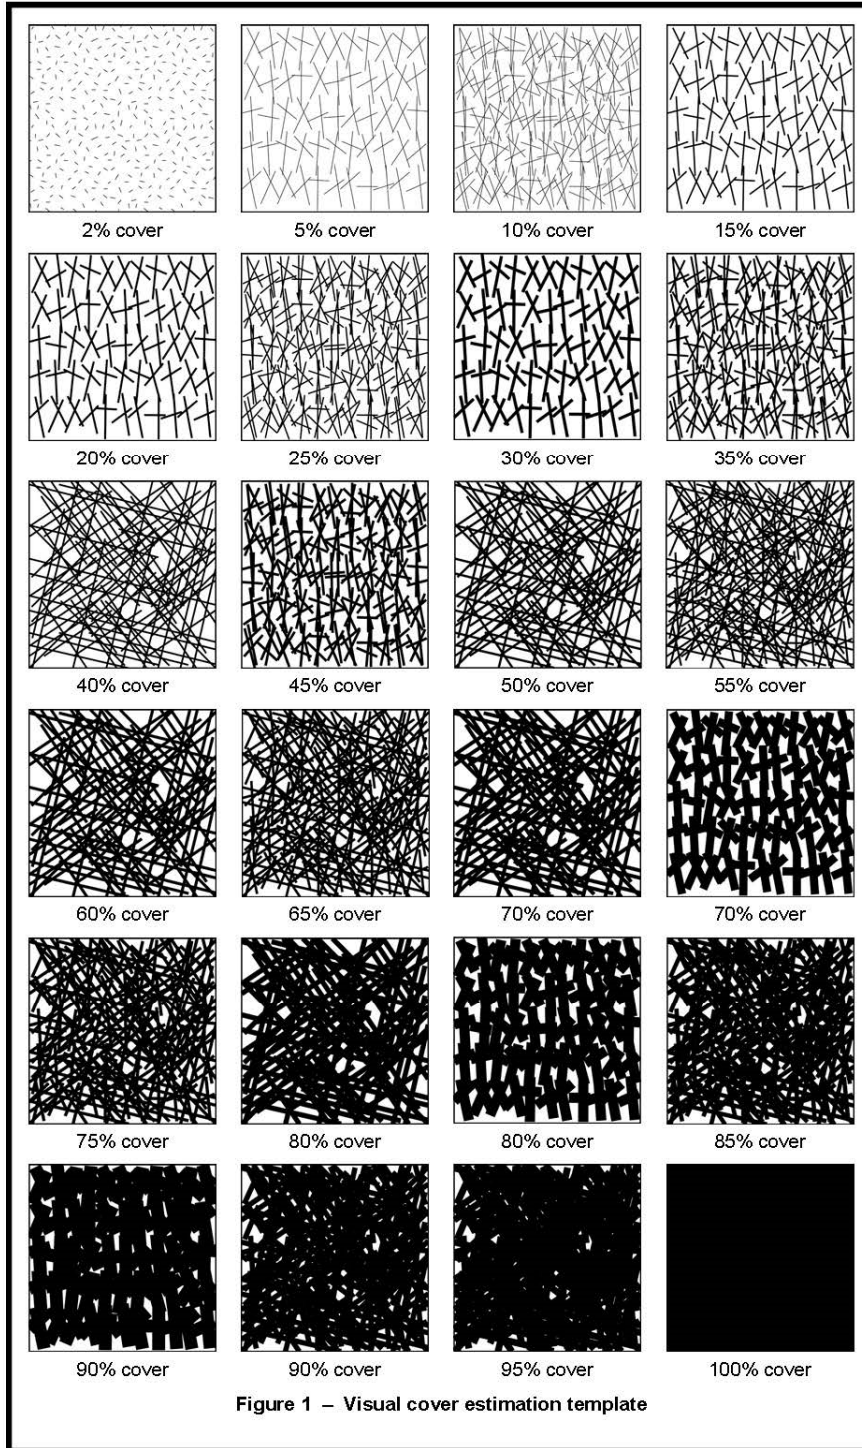 2% cover 5% cover 10% cover 15% cover
20% cover 25% cover 30% cover 35% cover
40% cover 45% cover 50% cover 55% cover
60% cover 65% cover 70% cover 70% cover
75% cover 80% cover 80% cover 85% cover
90% cover 90% cover 95% cover 100% cover
Figure 1 – Visual cover estimation template